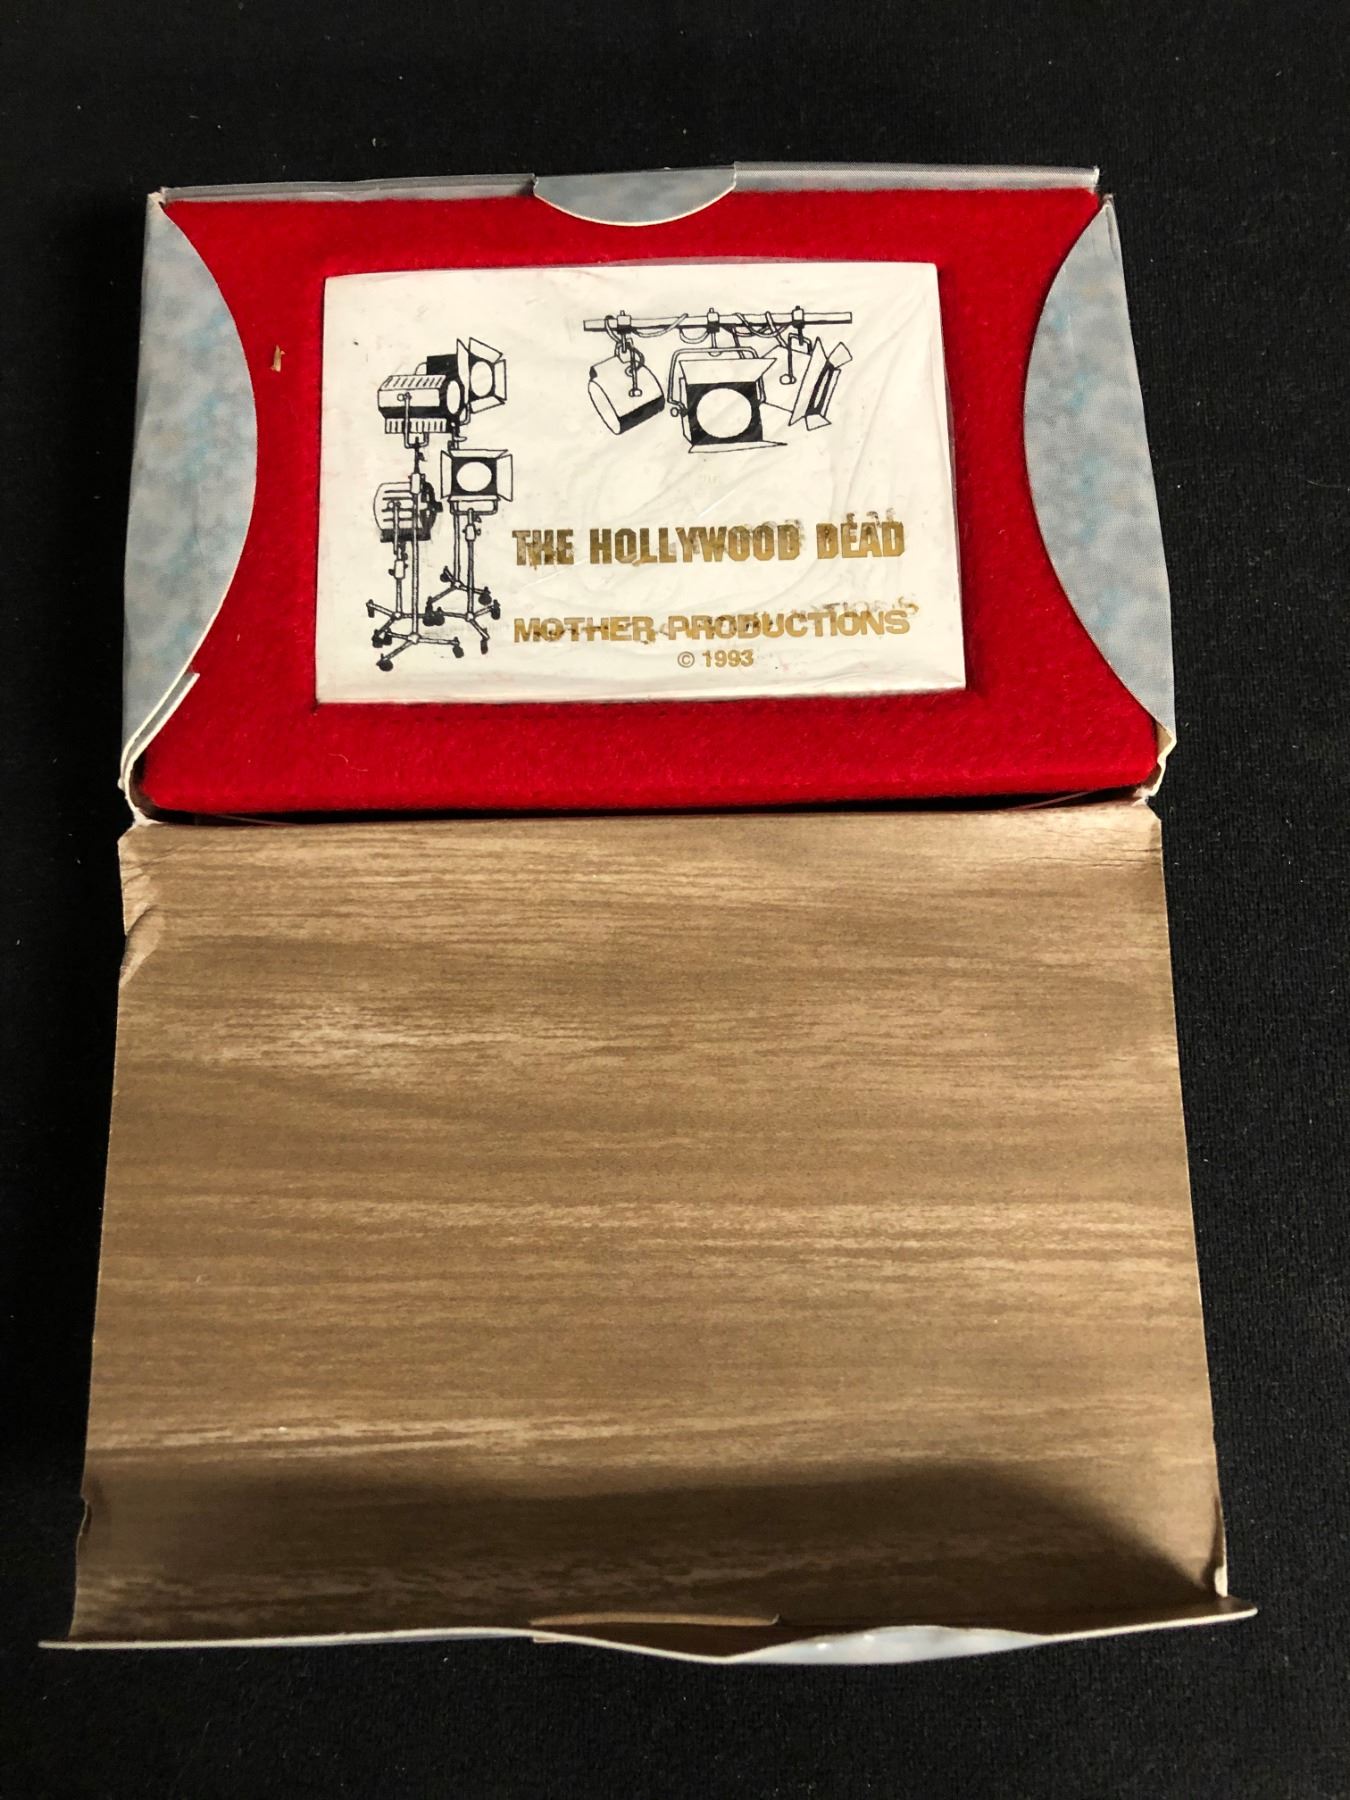 THE HOLLYWOOD DEAD
MOTHER PRODUCTIONS
© 1993